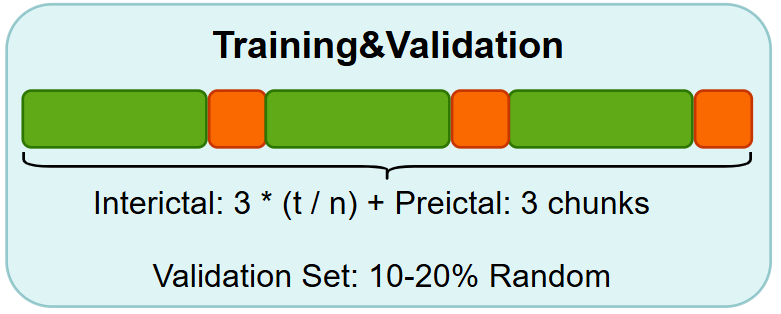 Training&Validation
Interictal: 3 * (t / n) + Preictal: 3 chunks
Validation Set: 10-20% Random